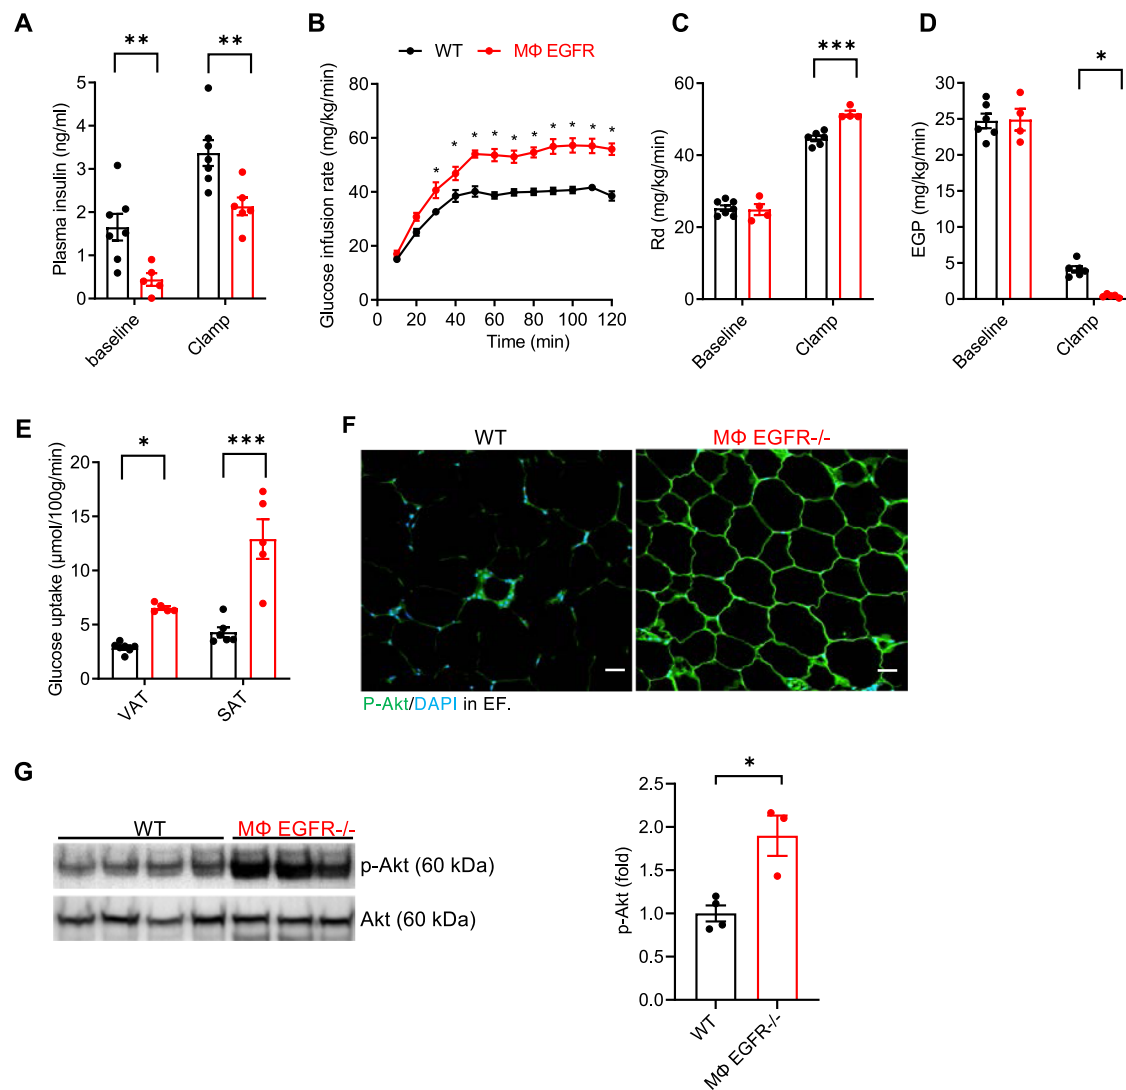 A
**
**
Plasma insulin (ng/ml)
5
4
3
2
1
0
baseline
Clamp
B
WT
MΦ EGFR
Glucose infusion rate (mg/kg/min)
80
60
40
20
0
* * * * * * * * * *
0 20 40 60 80 100 120
Time (min)
C
***
Rd (mg/kg/min)
60
40
20
0
Baseline
Clamp
D
*
EGP (mg/kg/min)
30
25
20
15
10
5
0
Baseline
Clamp
E
*
***
Glucose uptake (μmol/100g/min)
20
15
10
5
0
VAT
SAT
F
WT
MΦ EGFR-/-
P-Akt/DAPI in EF.
G
WT
MΦ EGFR-/-
p-Akt (60 kDa)
Akt (60 kDa)
*
p-Akt (fold)
2.5
2.0
1.5
1.0
0.5
0.0
WT
MΦ EGFR-/-